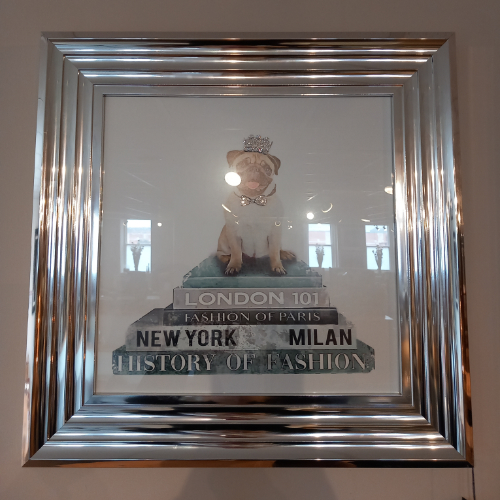 LONDON 101
FASHION OF PARIS
NEW YORK MILAN
HISTORY OF FASHION